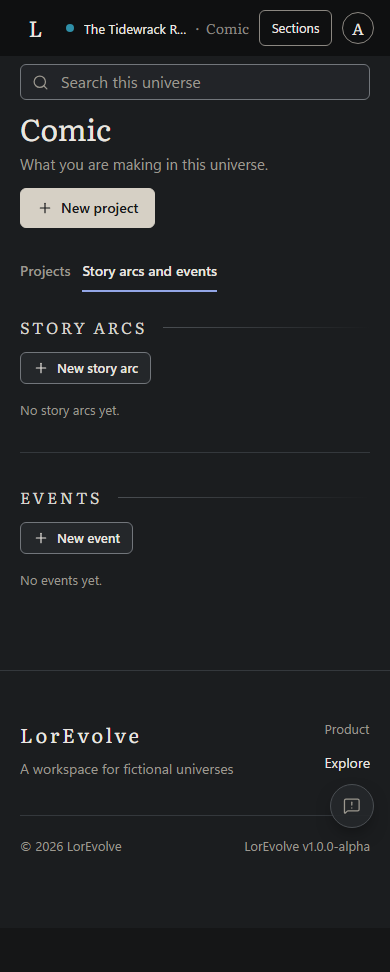 L
The Tidewrack R... · Comic
Sections
A
Search this universe
Comic
What you are making in this universe.
New project
Projects
Story arcs and events
STORY ARCS
New story arc
No story arcs yet.
EVENTS
New event
No events yet.
LorEvolve
A workspace for fictional universes
Product
Explore
© 2026 LorEvolve
LorEvolve v1.0.0-alpha